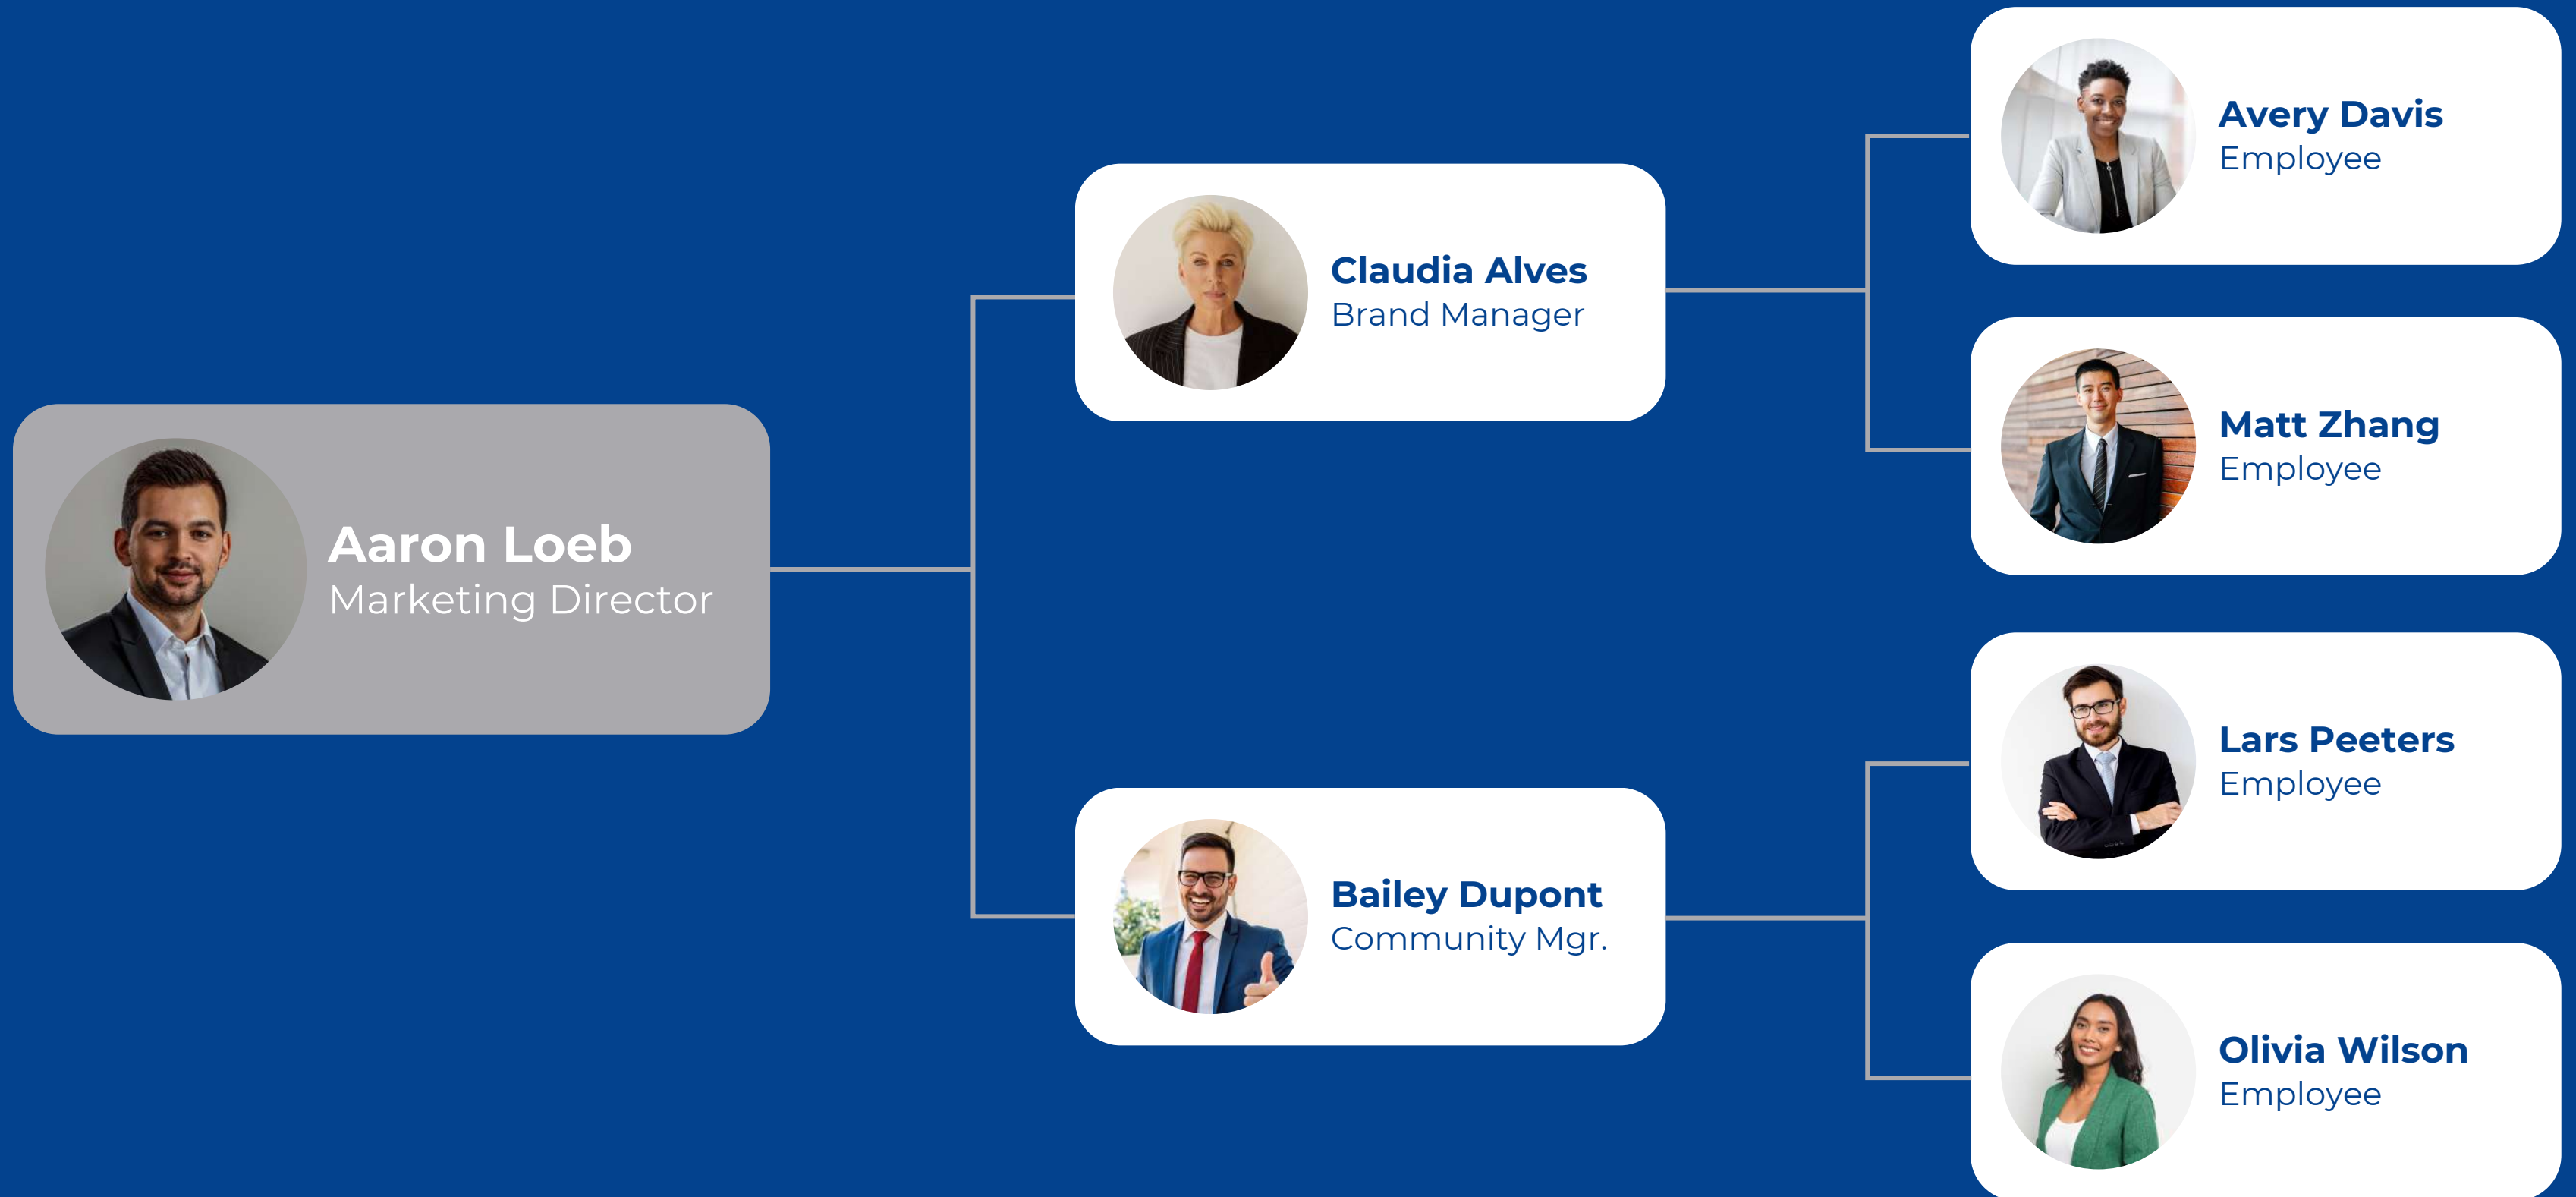 Aaron Loeb
Marketing Director
Claudia Alves
Brand Manager
Bailey Dupont
Community Mgr.
Avery Davis
Employee
Matt Zhang
Employee
Lars Peeters
Employee
Olivia Wilson
Employee